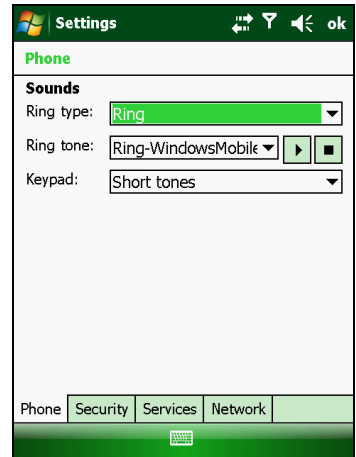 Settings ok
Phone
Sounds
Ring type: Ring
Ring tone: Ring-WindowsMobile
Keypad: Short tones
Phone Security Services Network